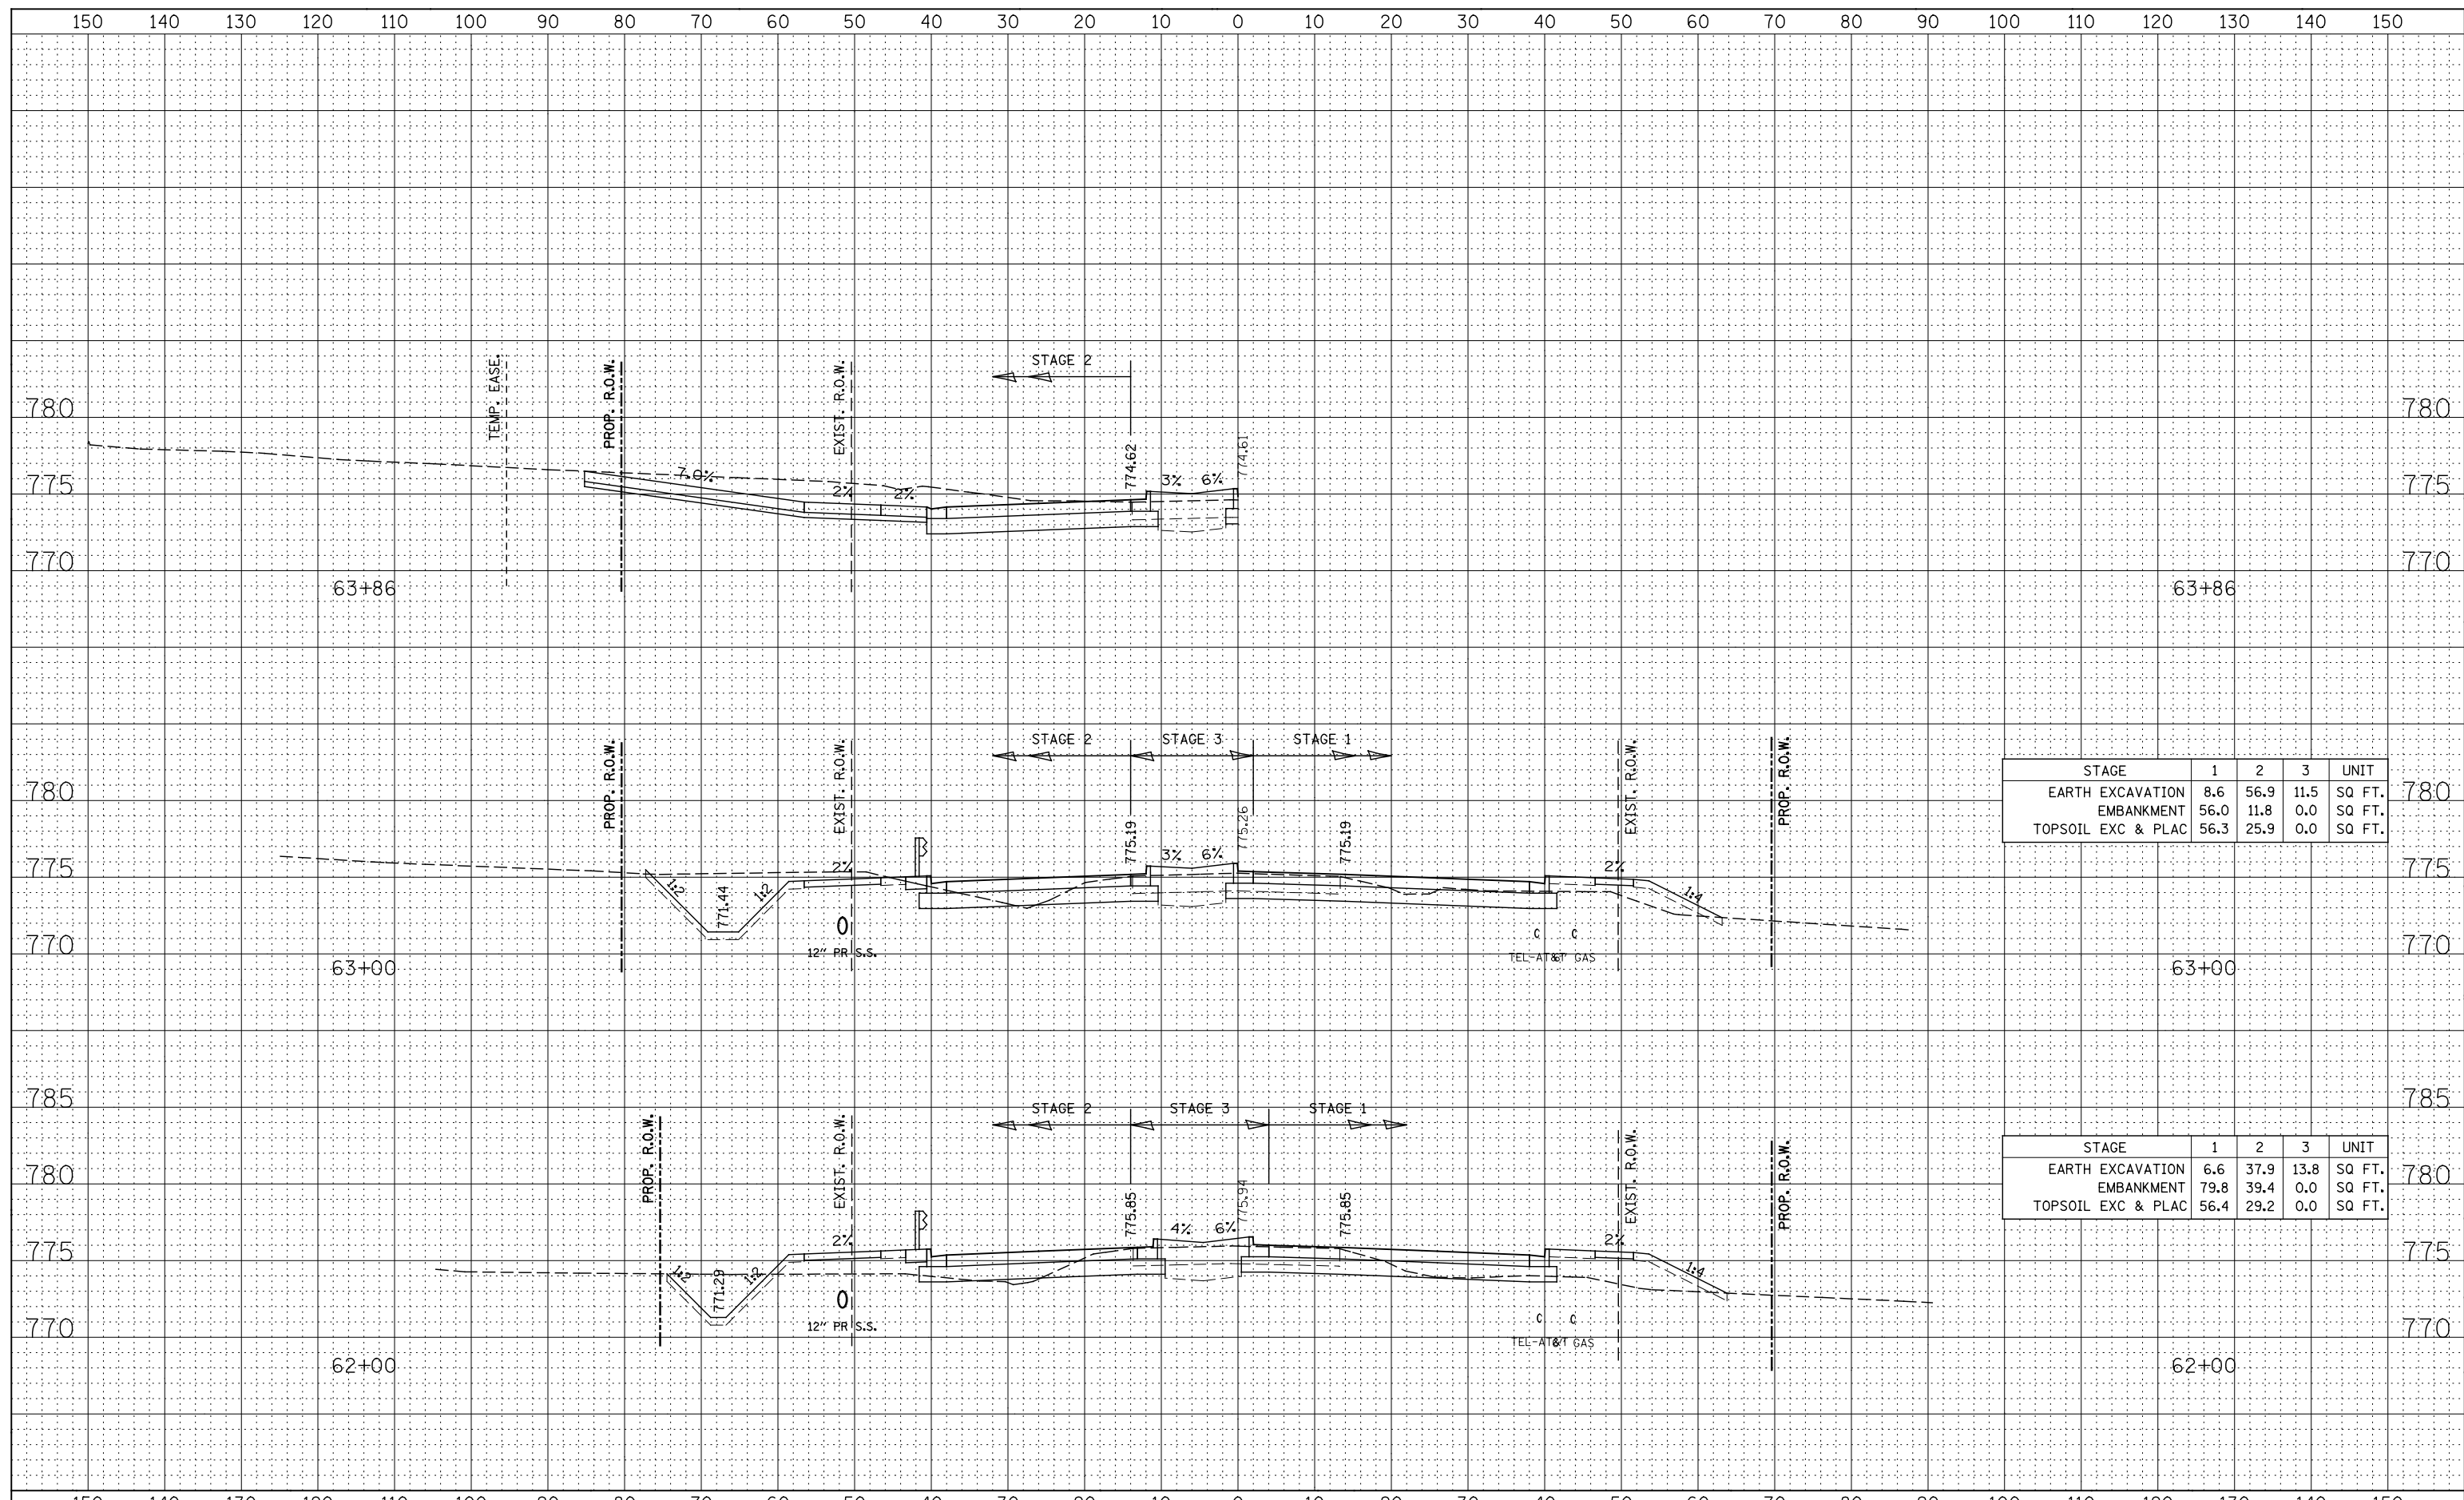 150 140 130 120 110 100 90 80 70 60 50 40 30 20 10 0 10 20 30 40 50 60 70 80 90 100 110 120 130 140 150
TEMP. EASE.
PROP. R.O.W.
EXIST. R.O.W.
STAGE 2
780 780
774.62
774.61
7.0%
2%
2%
3%
6%
775 775
770 770
63+86 63+86
PROP. R.O.W.
EXIST. R.O.W.
STAGE 2 STAGE 3 STAGE 1
EXIST. R.O.W.
PROP. R.O.W.
STAGE 1 2 3 UNIT
EARTH EXCAVATION 8.6 56.9 11.5 SQ FT.
EMBANKMENT 56.0 11.8 0.0 SQ FT.
TOPSOIL EXC & PLAC 56.3 25.9 0.0 SQ FT.
780 780
775.19
775.26
775.19
2%
3%
6%
2%
775 775
1:2
771.44
1:2
1:4
12" PR S.S.
TEL-AT&T GAS
770 770
63+00 63+00
785 785
PROP. R.O.W.
EXIST. R.O.W.
STAGE 2 STAGE 3 STAGE 1
EXIST. R.O.W.
PROP. R.O.W.
STAGE 1 2 3 UNIT
EARTH EXCAVATION 6.6 37.9 13.8 SQ FT.
EMBANKMENT 79.8 39.4 0.0 SQ FT.
TOPSOIL EXC & PLAC 56.4 29.2 0.0 SQ FT.
780 780
775.85
775.94
775.85
2%
4%
6%
2%
775 775
1:2
771.29
1:2
1:4
12" PR S.S.
TEL-AT&T GAS
770 770
62+00 62+00